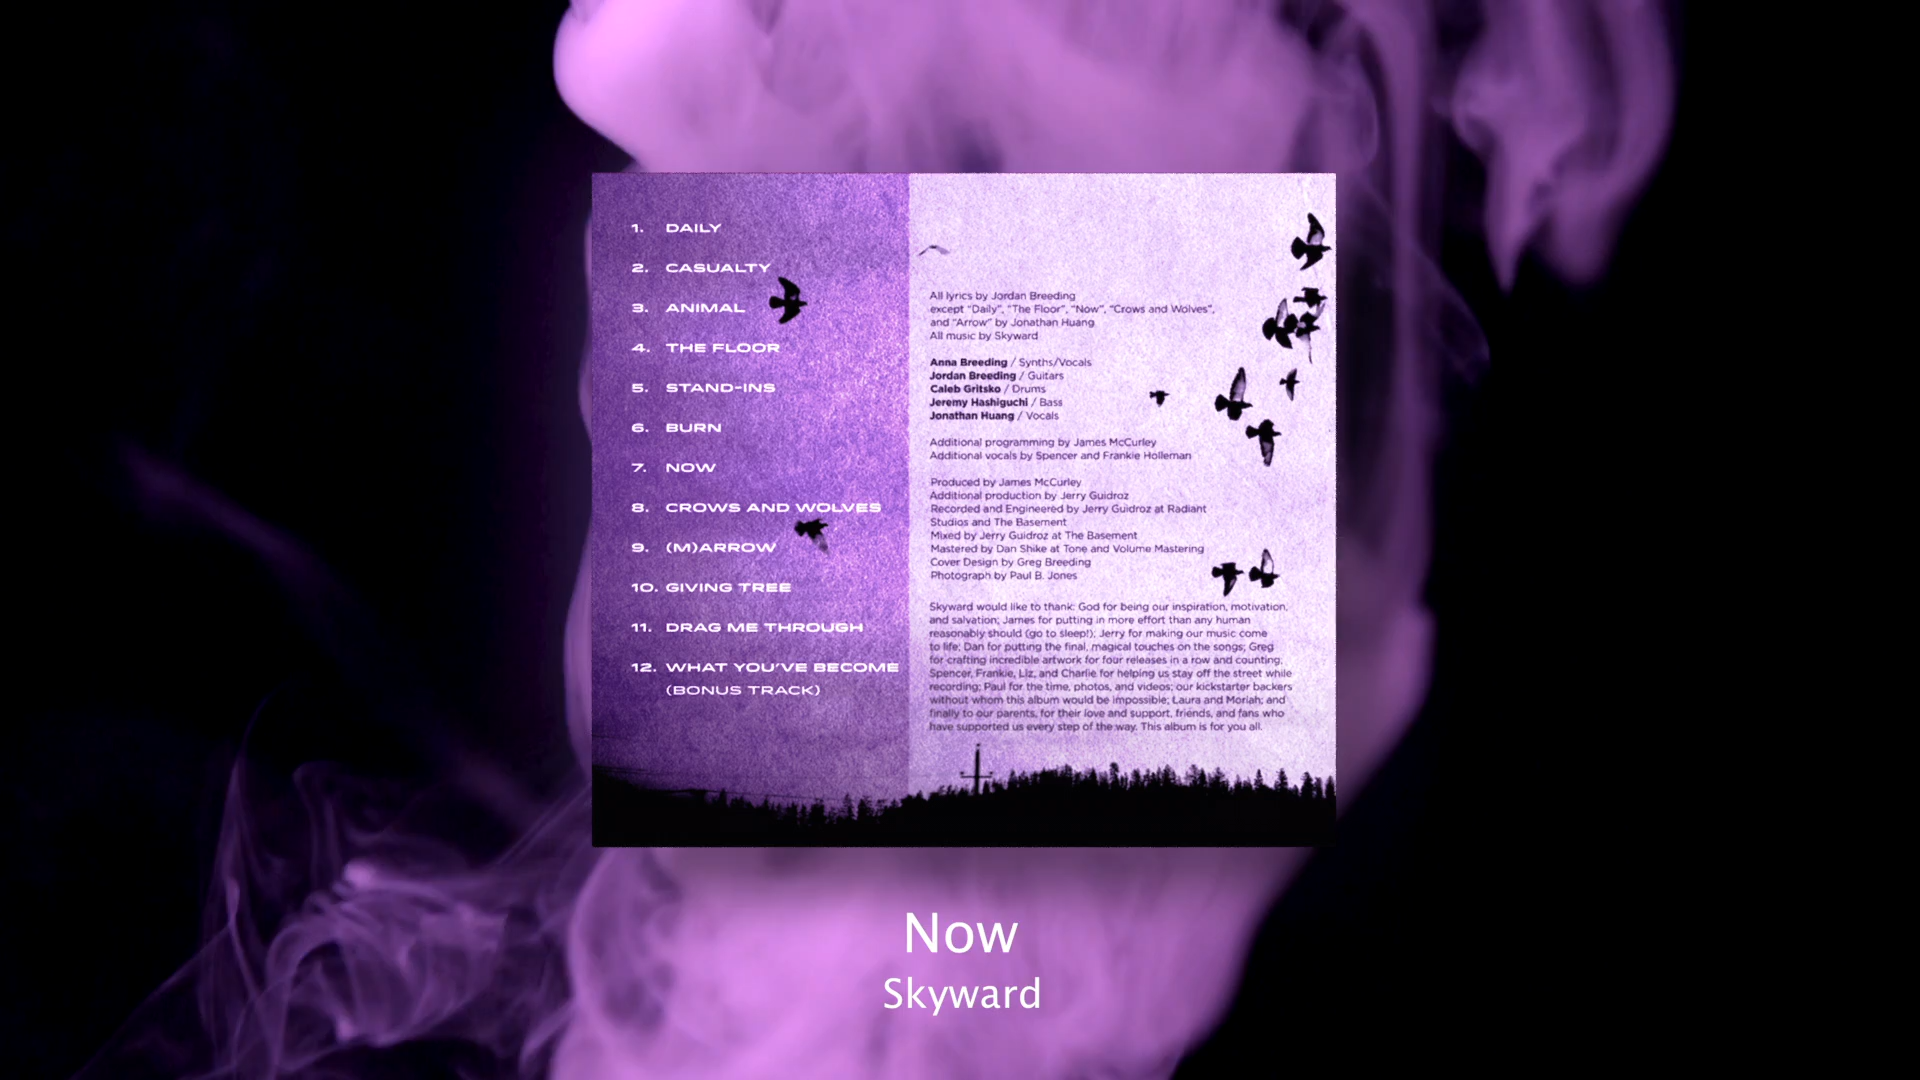 1. DAILY
2. CASUALTY
3. ANIMAL
4. THE FLOOR
5. STAND-INS
6. BURN
7. NOW
8. CROWS AND WOLVES
9. (M)ARROW
10. GIVING TREE
11. DRAG ME THROUGH
12. WHAT YOU'VE BECOME
(BONUS TRACK)
All lyrics by Jordan Breeding
except "Daily", "The Floor", "Now", "Crows and Wolves",
and "Arrow" by Jonathan Huang
All music by Skyward
Anna Breeding / Synths/Vocals
Jordan Breeding / Guitars
Caleb Gritsko / Drums
Jeremy Hashiguchi / Bass
Jonathan Huang / Vocals
Additional programming by James McCurley
Additional vocals by Spencer and Frankie Holleman
Produced by James McCurley
Additional production by Jerry Guidroz
Recorded and Engineered by Jerry Guidroz at Radiant
Studios and The Basement
Mixed by Jerry Guidroz at The Basement
Mastered by Dan Shike at Tone and Volume Mastering
Cover Design by Greg Breeding
Photograph by Paul B. Jones
Skyward would like to thank: God for being our inspiration, motivation,
and salvation; James for putting in more effort than any human
reasonably should (go to sleep!); Jerry for making our music come
to life; Dan for putting the final, magical touches on the songs; Greg
for crafting incredible artwork for four releases in a row and counting;
Spencer, Frankie, Liz, and Charlie for helping us stay off the street while
recording; Paul for the time, photos, and videos; our kickstarter backers
without whom this album would be impossible; Laura and Moriah; and
finally to our parents, for their love and support, friends, and fans who
have supported us every step of the way. This album is for you all.
Now
Skyward